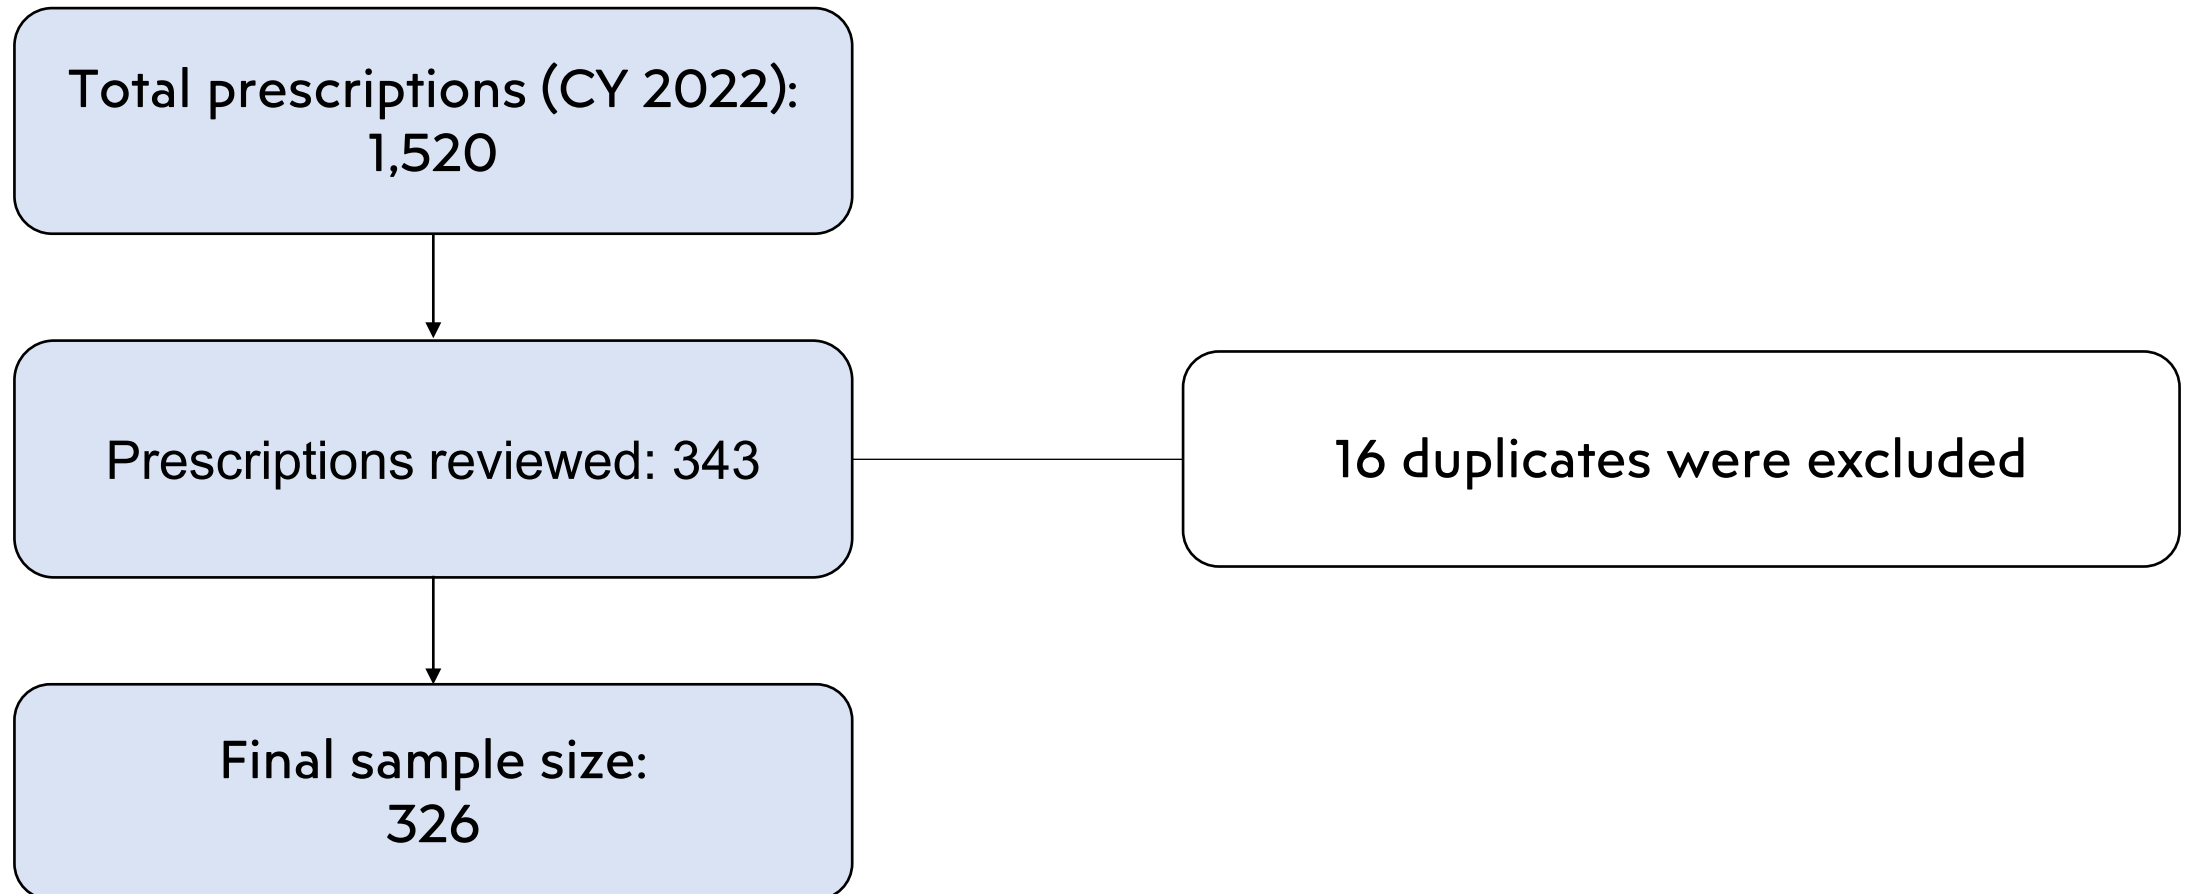 Total prescriptions (CY 2022):
1,520
Prescriptions reviewed: 343
16 duplicates were excluded
Final sample size:
326